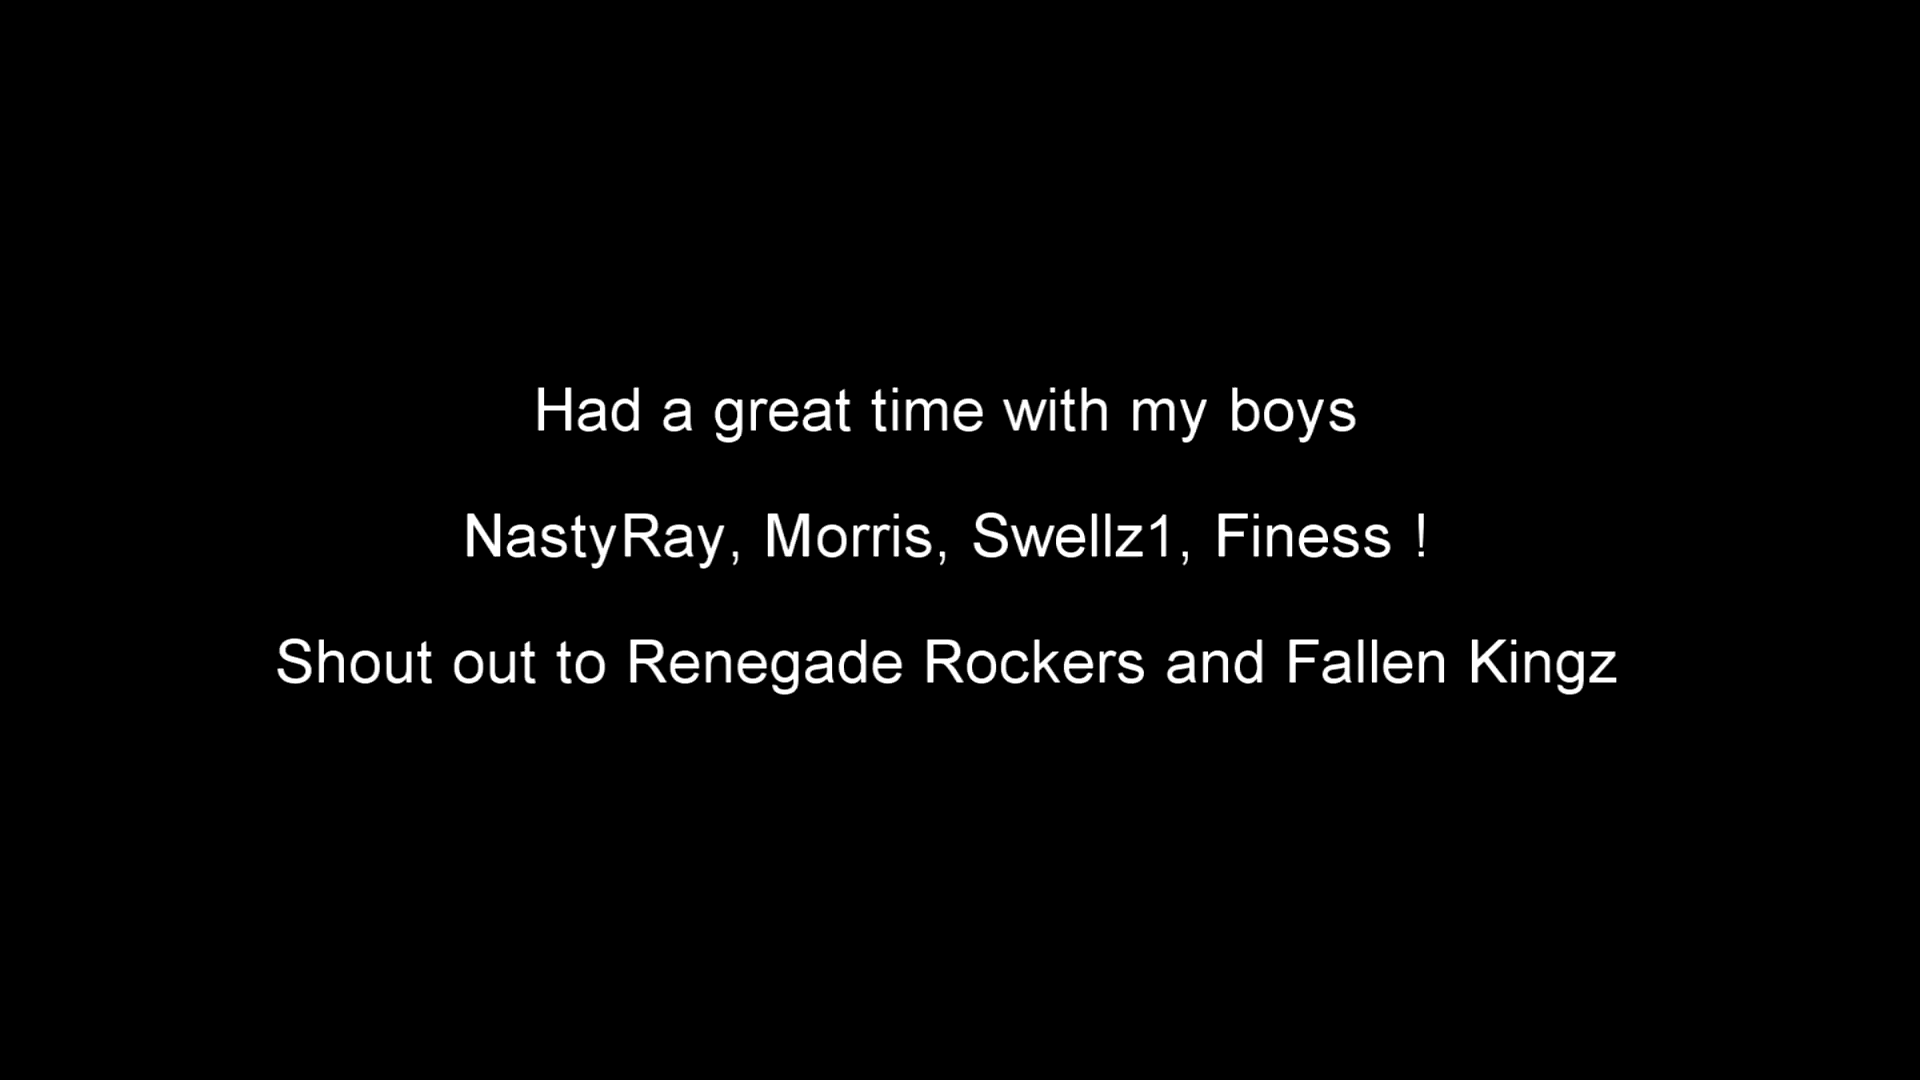 Had a great time with my boys
NastyRay, Morris, Swellz1, Finess !
Shout out to Renegade Rockers and Fallen Kingz